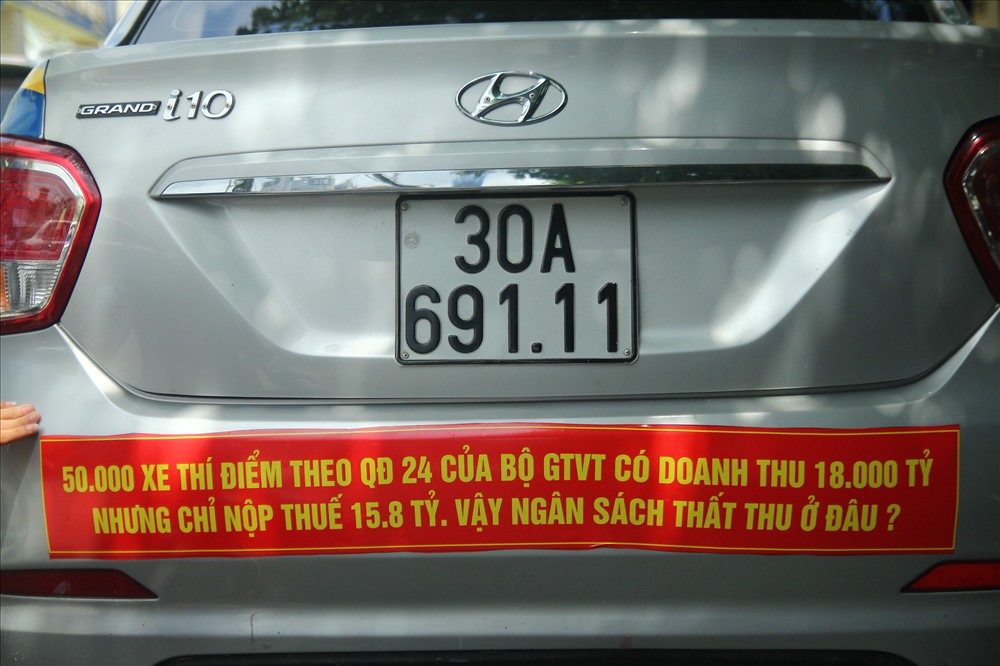 GRAND i10
30A
691.11
50.000 XE THÍ ĐIỂM THEO QĐ 24 CỦA BỘ GTVT CÓ DOANH THU 18.000 TỶ
NHƯNG CHỈ NỘP THUẾ 15.8 TỶ. VẬY NGÂN SÁCH THẤT THU Ở ĐÂU ?